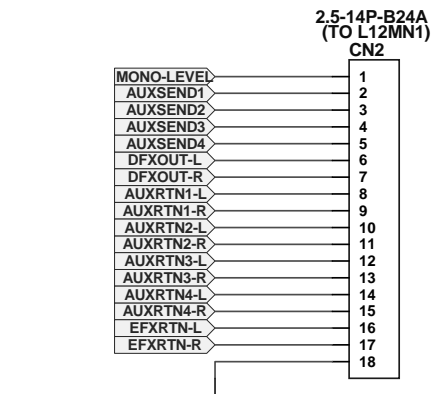 2.5-14P-B24A
(TO L12MN1)
CN2
MONO-LEVEL 1
AUXSEND1 2
AUXSEND2 3
AUXSEND3 4
AUXSEND4 5
DFXOUT-L 6
DFXOUT-R 7
AUXRTN1-L 8
AUXRTN1-R 9
AUXRTN2-L 10
AUXRTN2-R 11
AUXRTN3-L 12
AUXRTN3-R 13
AUXRTN4-L 14
AUXRTN4-R 15
EFXRTN-L 16
EFXRTN-R 17
18